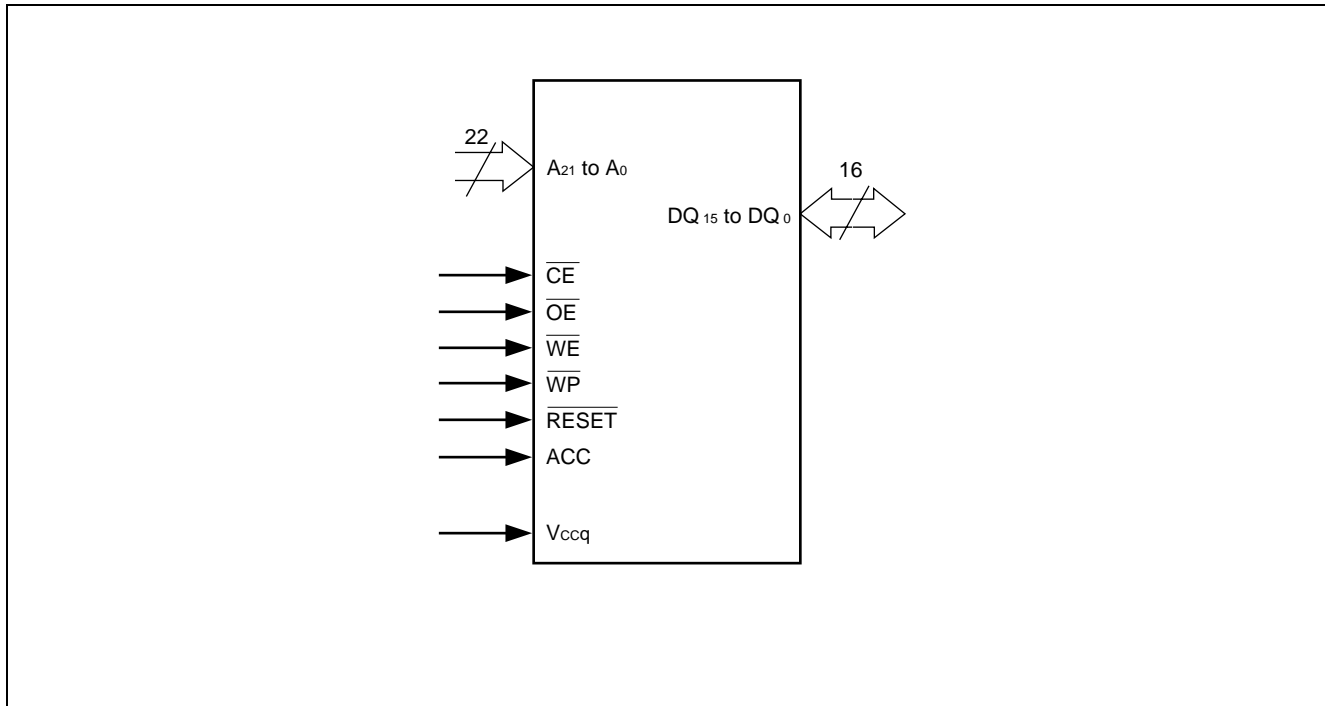 22
A21 to A0
16
DQ 15 to DQ 0
CE
OE
WE
WP
RESET
ACC
VCCq